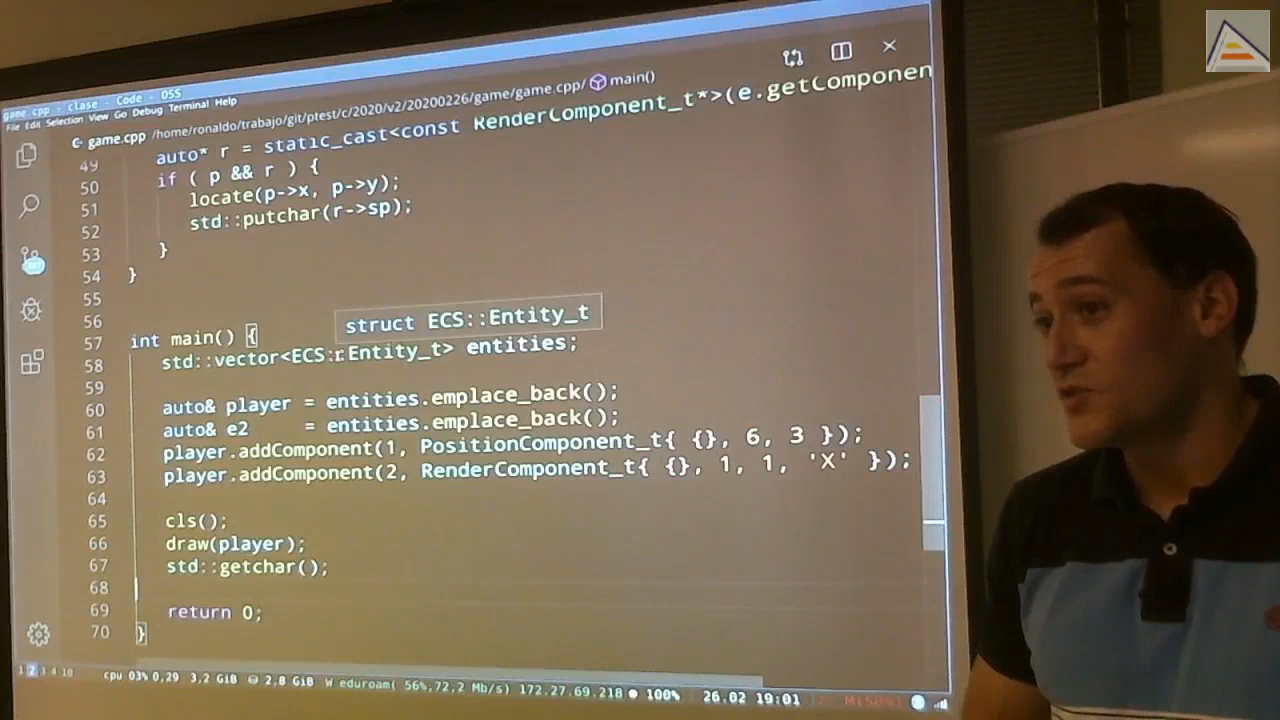 game.cpp - clase - Code - OSS
File Edit Selection View Go Debug Terminal Help
game.cpp /home/ronaldo/trabajo/git/ptest/c/2020/v2/20200226/game/game.cpp/ main()
49 auto* r = static_cast<const RenderComponent_t*>(e.getComponen
50 if ( p && r ) {
51 locate(p->x, p->y);
52 std::putchar(r->sp);
53 }
54 }
55
56
struct ECS::Entity_t
57 int main() {
58 std::vector<ECS::Entity_t> entities;
59
60 auto& player = entities.emplace_back();
61 auto& e2 = entities.emplace_back();
62 player.addComponent(1, PositionComponent_t{ {}, 6, 3 });
63 player.addComponent(2, RenderComponent_t{ {}, 1, 1, 'X' });
64
65 cls();
66 draw(player);
67 std::getchar();
68
69 return 0;
70 }
1 2 3 4 10 cpu 03% 0,29 3,2 GiB 2,8 GiB W eduroam( 56%,72,2 Mb/s) 172.27.69.218 100% 26.02 19:01 M(50%)